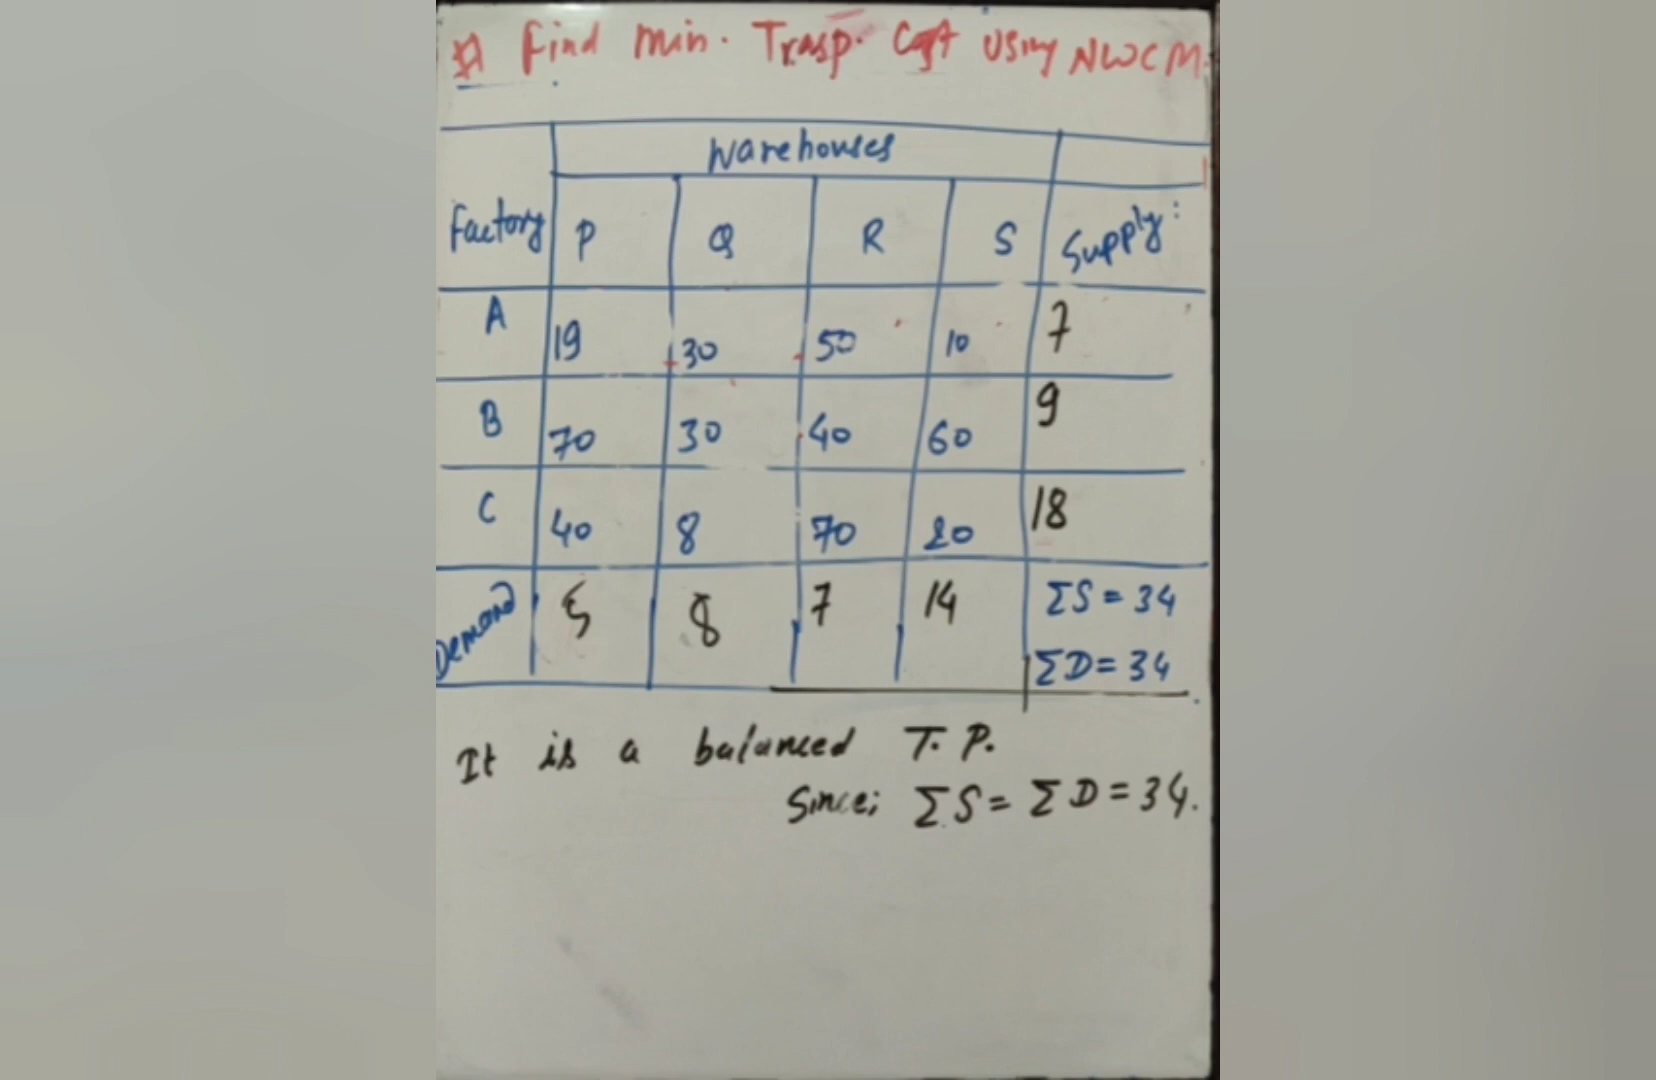 Find Min. Trasp. Cost Using NWCM.
Warehouses
Factory P Q R S Supply:
A 19 30 50 10 7
B 70 30 40 60 9
C 40 8 70 20 18
Demand 5 8 7 14 ΣS = 34
ΣD = 34
It is a balanced T. P.
Since; ΣS = ΣD = 34.